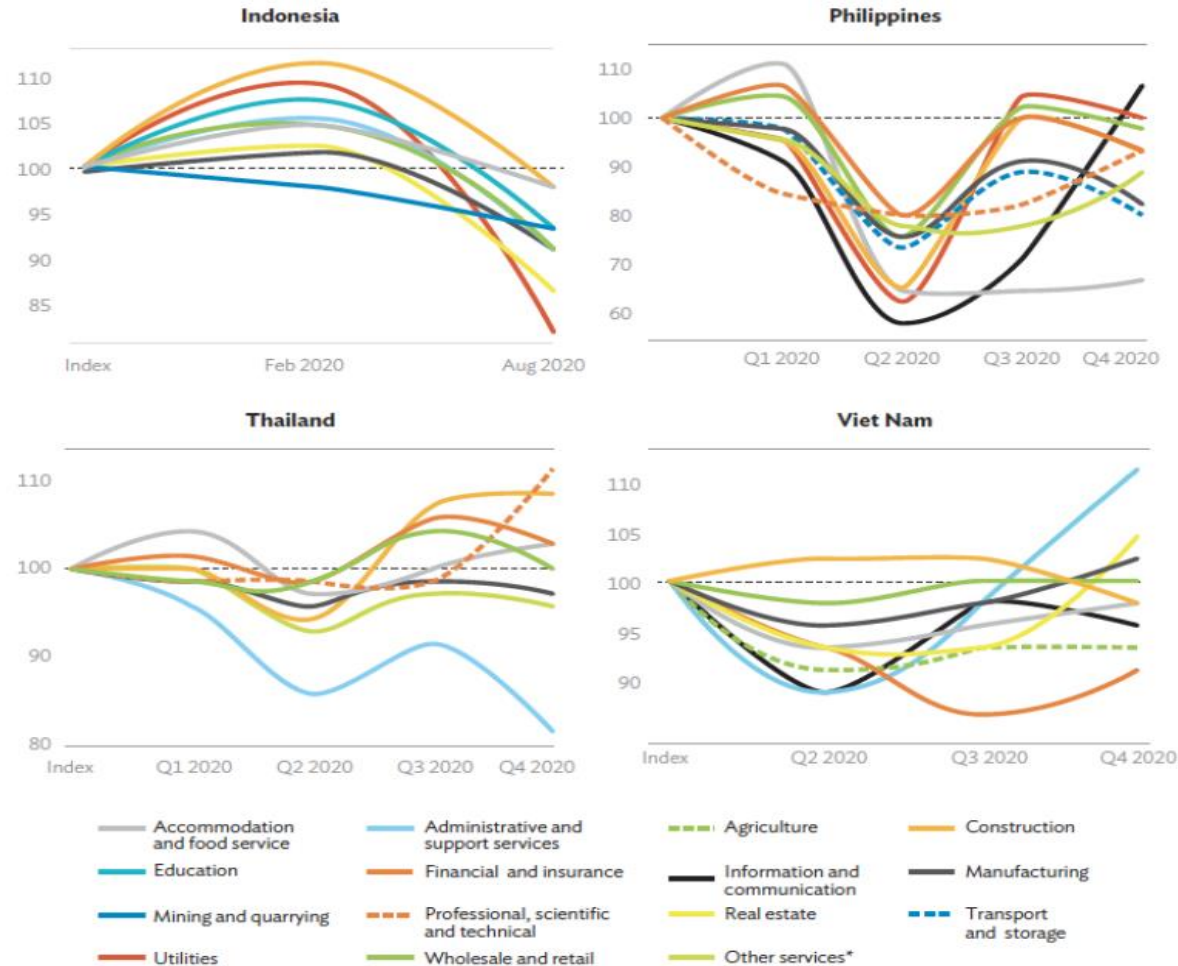 Indonesia
110
105
100
95
90
85
Index Feb 2020 Aug 2020
Philippines
110
100
90
80
70
60
Q1 2020 Q2 2020 Q3 2020 Q4 2020
Thailand
110
100
90
80
Index Q1 2020 Q2 2020 Q3 2020 Q4 2020
Viet Nam
110
105
100
95
90
Index Q2 2020 Q3 2020 Q4 2020
Accommodation
and food service
Administrative and
support services
Agriculture
Construction
Education
Financial and insurance
Information and
communication
Manufacturing
Mining and quarrying
Professional, scientific
and technical
Real estate
Transport
and storage
Utilities
Wholesale and retail
Other services*